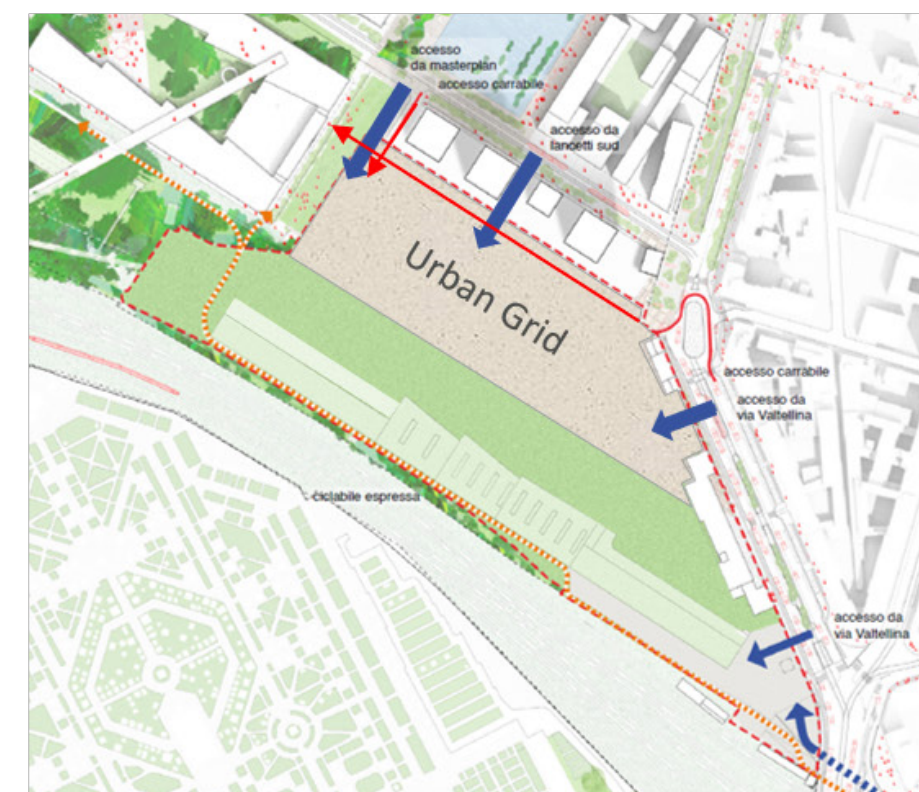 accesso
da masterplan
accesso carrabile
accesso da
lancetti sud
Urban Grid
accesso carrabile
accesso da
via Valtellina
ciclabile espressa
accesso da
via Valtellina